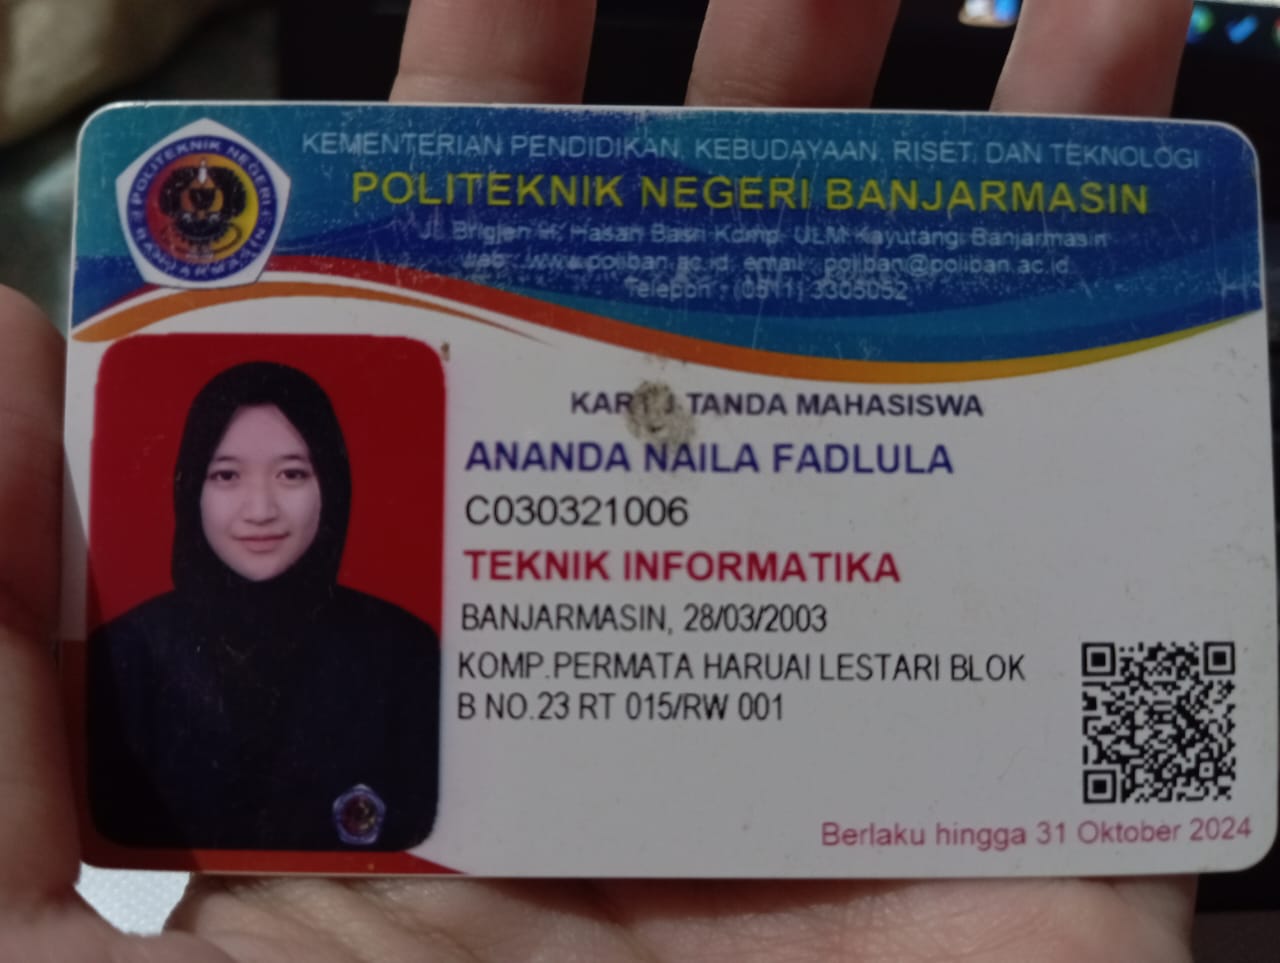 POLITEKNIK NEGERI BANJARMASIN
KEMENTERIAN PENDIDIKAN, KEBUDAYAAN, RISET, DAN TEKNOLOGI
POLITEKNIK NEGERI BANJARMASIN
Jl. Brigjen H. Hasan Basri Komp. ULM Kayutangi Banjarmasin
web : www.poliban.ac.id email : poliban@poliban.ac.id
Telepon : (0511) 3305052
KARTU TANDA MAHASISWA
ANANDA NAILA FADLULA
C030321006
TEKNIK INFORMATIKA
BANJARMASIN, 28/03/2003
KOMP.PERMATA HARUAI LESTARI BLOK
B NO.23 RT 015/RW 001
Berlaku hingga 31 Oktober 2024